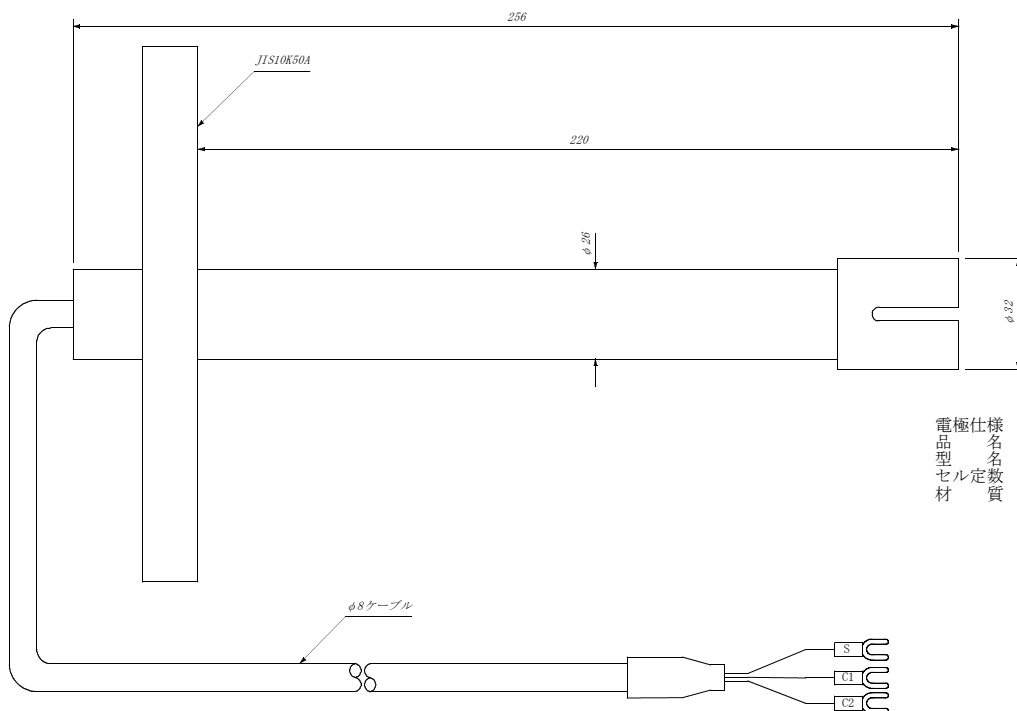 256
JIS10K50A
220
φ26
φ32
電極仕様
品　　名
型　　名
セル定数
材　　質
φ8ケーブル
S
C1
C2